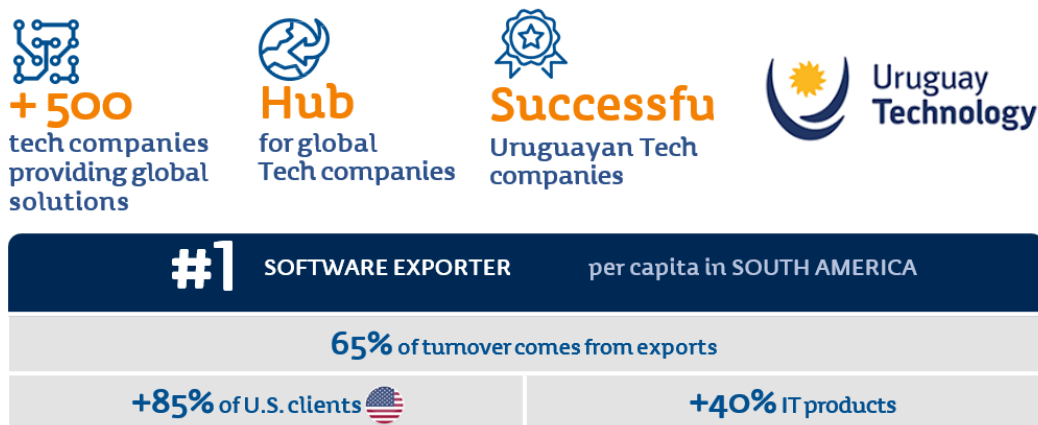 + 500
tech companies
providing global
solutions
Hub
for global
Tech companies
Successfu
Uruguayan Tech
companies
Uruguay
Technology
#1 SOFTWARE EXPORTER per capita in SOUTH AMERICA
65% of turnover comes from exports
+85% of U.S. clients
+40% IT products